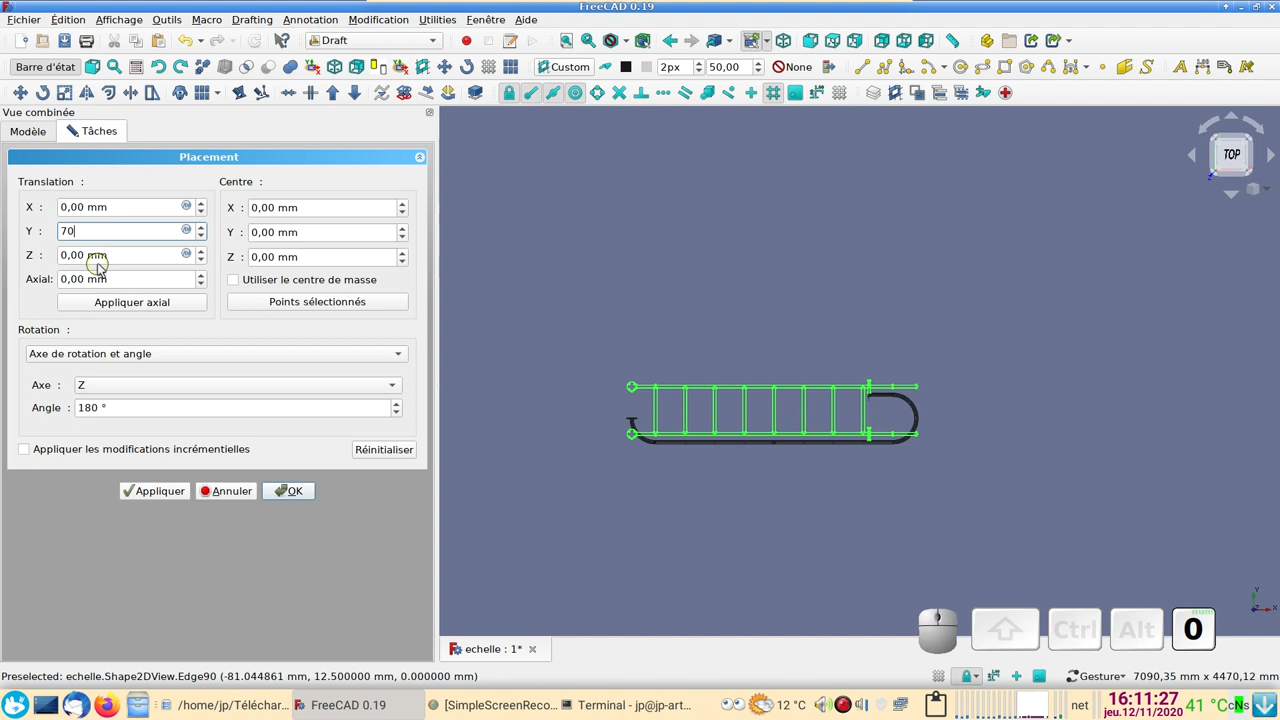 FreeCAD 0.19
Fichier Édition Affichage Outils Macro Drafting Annotation Modification Utilities Fenêtre Aide
Draft
Barre d'état Custom 2px 50,00 None
Vue combinée
Modèle Tâches
Placement
Translation : Centre :
X : 0,00 mm X : 0,00 mm
Y : 70 Y : 0,00 mm
Z : 0,00 mm Z : 0,00 mm
Axial: 0,00 mm Utiliser le centre de masse
Appliquer axial Points sélectionnés
Rotation :
Axe de rotation et angle
Axe : Z
Angle : 180 °
Appliquer les modifications incrémentielles Réinitialiser
Appliquer Annuler OK
TOP
Ctrl Alt 0
echelle : 1*
Preselected: echelle.Shape2DView.Edge90 (-81.044861 mm, 12.500000 mm, 0.000000 mm) Gesture 7090,35 mm x 4470,12 mm
/home/jp/Téléchar... FreeCAD 0.19 [SimpleScreenReco... Terminal - jp@jp-art... 12 °C net 16:11:27 41 °C
jeu.12/11/2020